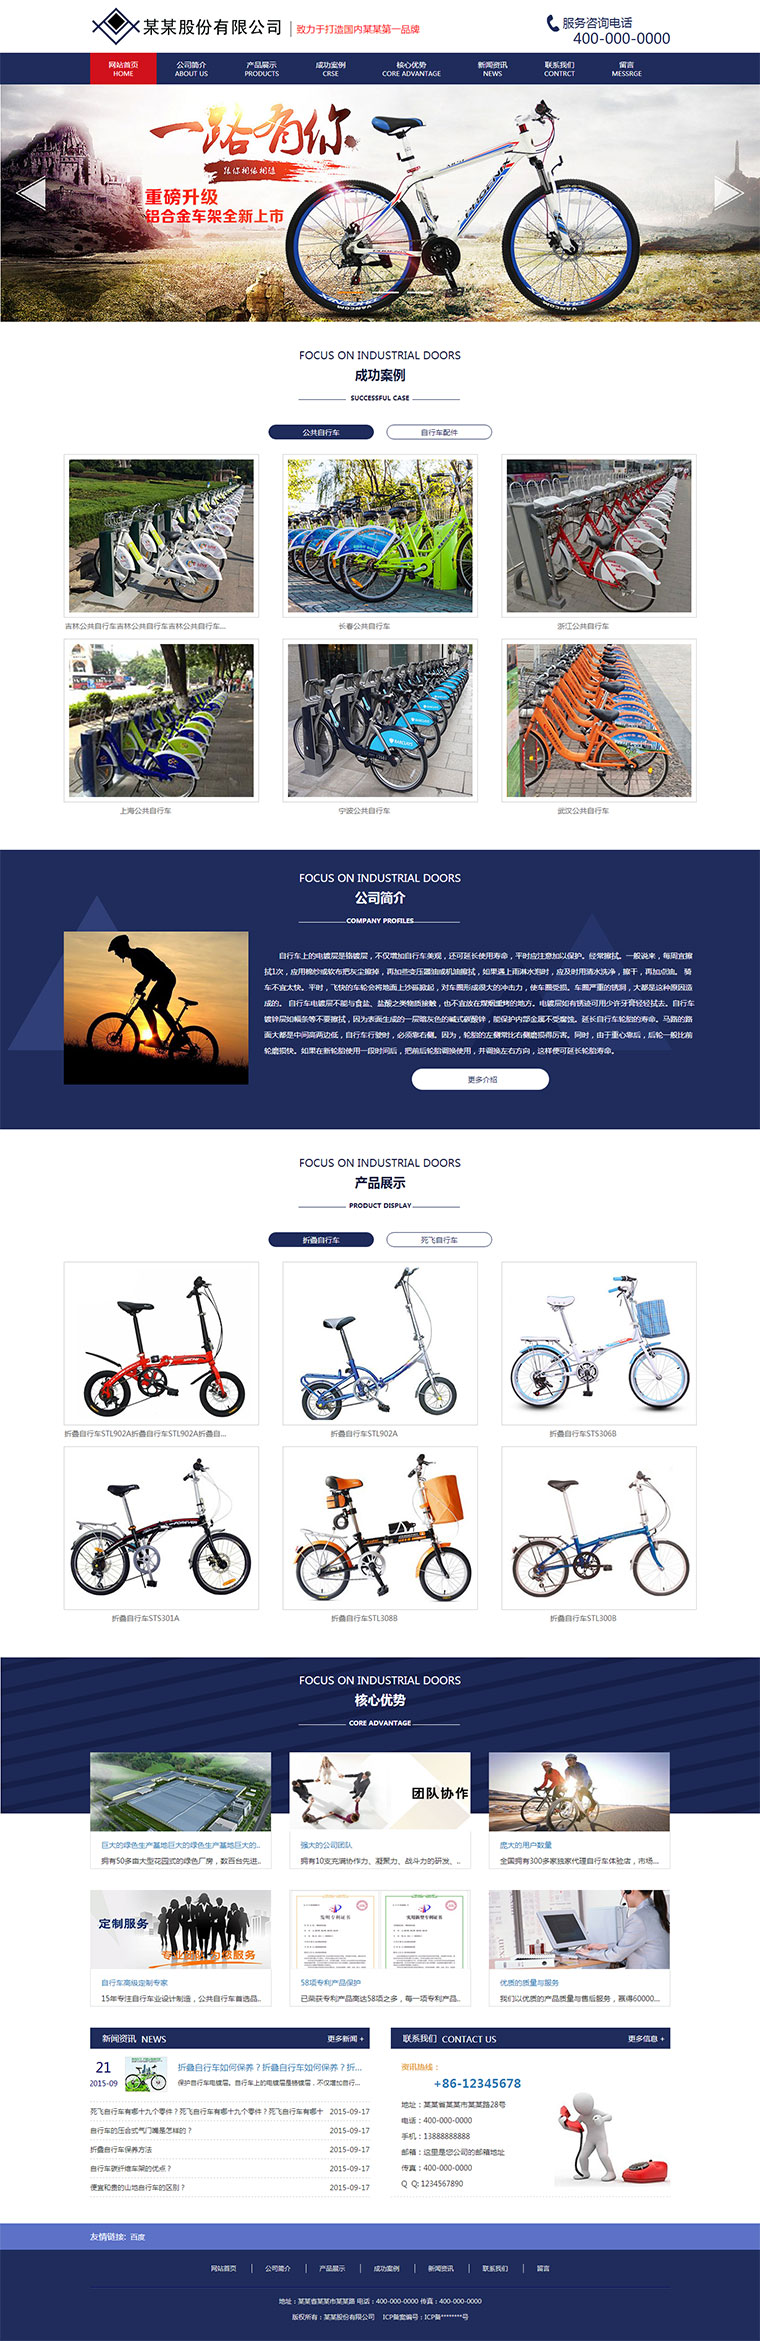 某某股份有限公司
致力于打造国内某某第一品牌
服务咨询电话
400-000-0000
网站首页 公司简介 产品展示 成功案例 核心优势 新闻资讯 联系我们 留言
HOME ABOUT US PRODUCTS CRSE CORE ADVANTAGE NEWS CONTRCT MESSRGE
一路有你
重磅升级
铝合金车架全新上市
PHOENIX
FOCUS ON INDUSTRIAL DOORS
成功案例
SUCCESSFUL CASE
公共自行车 自行车配件
吉林公共自行车吉林公共自行车吉林公共自行车...
长春公共自行车
浙江公共自行车
上海公共自行车
宁波公共自行车
武汉公共自行车
FOCUS ON INDUSTRIAL DOORS
公司简介
COMPANY PROFILES
自行车上的电镀层是铬镀层，不仅增加自行车美观，还可延长使用寿命，平时应注意加以保护。经常擦拭。一般说来，每周宜擦
拭1次，应用棉纱或软布把灰尘擦掉，再加些变压器油或机油擦拭，如果遇上雨淋水泡时，应及时用清水洗净，擦干，再加点油。 骑
车不宜太快。平时，飞快的车轮会将地面上沙砾掀起，对车圈形成很大的冲击力，使车圈受损。车圈严重的锈洞，大都是这种原因造
成的。 自行车电镀层不能与食盐、盐酸之类物质接触，也不宜放在煤烟熏烤的地方。电镀层如有锈迹可用少许牙膏轻轻拭去。自行车
镀锌层如辐条等不要擦拭，因为表面生成的一层暗灰色的碱式碳酸锌，能保护内部金属不受腐蚀。延长自行车轮胎的寿命。马路的路
面大都是中间高两边低，自行车行驶时，必须靠右侧。因为，轮胎的左侧常比右侧磨损得厉害。同时，由于重心靠后，后轮一般比前
轮磨损快。如果在新轮胎使用一段时间后，把前后轮胎调换使用，并调换左右方向，这样便可延长轮胎寿命。
更多介绍
FOCUS ON INDUSTRIAL DOORS
产品展示
PRODUCT DISPLAY
折叠自行车 死飞自行车
折叠自行车STL902A折叠自行车STL902A折叠自...
折叠自行车STL902A
折叠自行车STS306B
折叠自行车STS301A
折叠自行车STL308B
折叠自行车STL300B
FOCUS ON INDUSTRIAL DOORS
核心优势
CORE ADVANTAGE
团队协作
巨大的绿色生产基地巨大的绿色生产基地巨大的..
拥有50多亩大型花园式的绿色厂房，数百台先进..
强大的公司团队
拥有10支充满协作力、凝聚力、战斗力的研发、..
庞大的用户数量
全国拥有300多家独家代理自行车体验店，市场...
定制服务
自行车高级定制专家
15年专注自行车业设计制造，公共自行车首选品..
发明专利证书
实用新型专利证书
58项专利产品保护
已荣获专利产品高达58项之多，每一项专利产品..
优质的质量与服务
我们以优质的产品质量与售后服务，赢得60000...
新闻资讯 NEWS 更多新闻 +
21
2015-09
折叠自行车如何保养？折叠自行车如何保养？折...
保护自行车电镀层。自行车上的电镀层是铬镀层，不仅增加自行...
死飞自行车有哪十九个零件？死飞自行车有哪十九个零件？死飞自行车有哪十 2015-09-17
自行车的压合式气门嘴是怎样的？ 2015-09-17
折叠自行车保养方法 2015-09-17
自行车碳纤维车架的优点？ 2015-09-17
便宜和贵的山地自行车的区别？ 2015-09-17
联系我们 CONTACT US 更多信息 +
资讯热线：
+86-12345678
地址：某某省某某市某某路28号
电话：400-000-0000
手机：13888888888
邮箱：这里是您公司的邮箱地址
传真：400-000-0000
Q Q: 1234567890
友情链接: 百度
网站首页 公司简介 产品展示 成功案例 新闻资讯 联系我们 留言
地址：某某省某某市某某路 电话：400-000-0000 传真：400-000-0000
版权所有：某某股份有限公司 ICP备案编号：ICP备********号